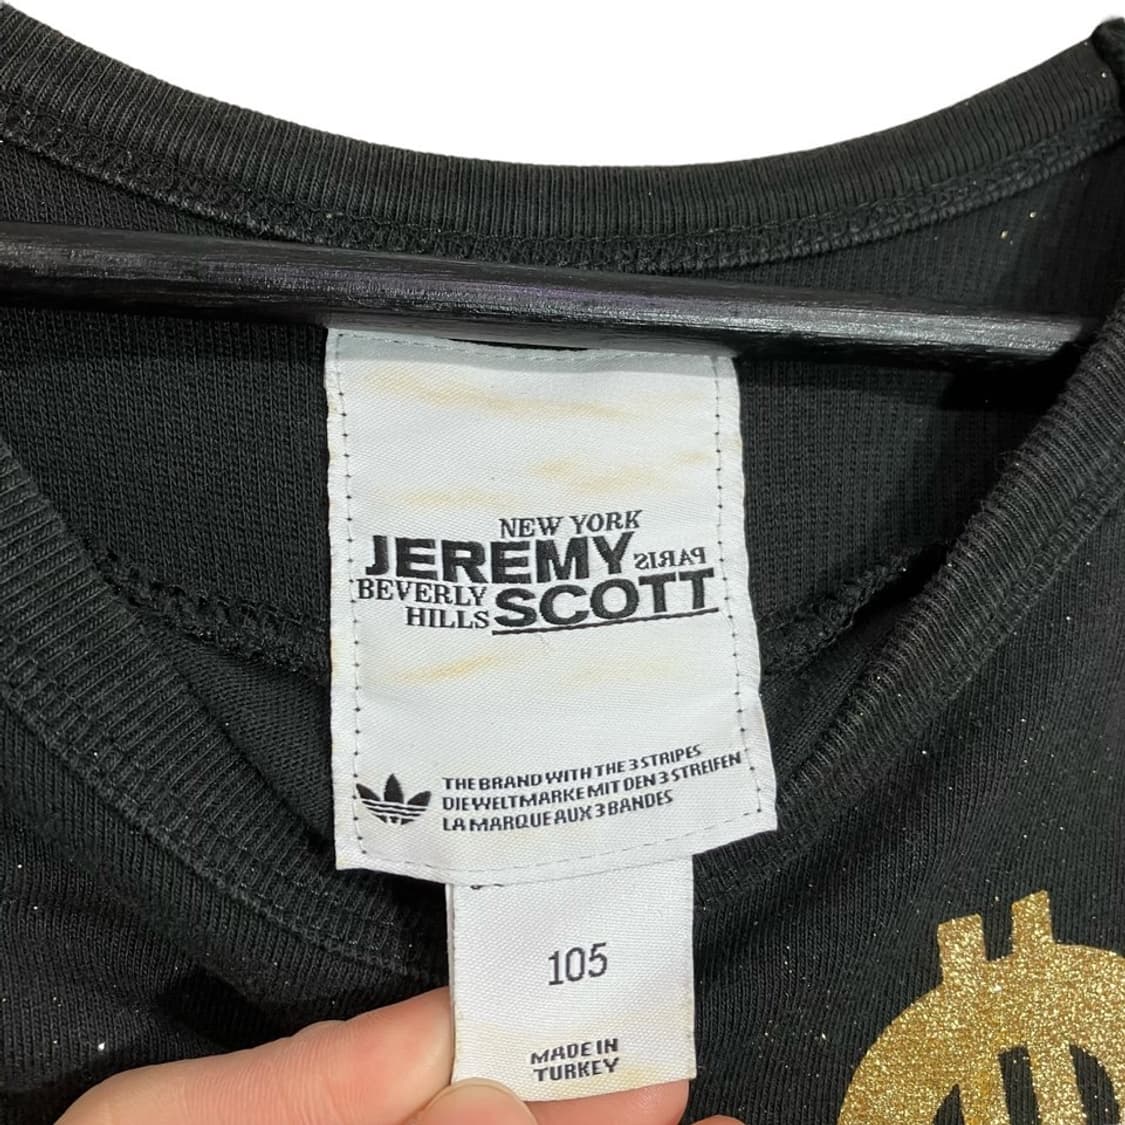 NEW YORK
JEREMY PARIS
BEVERLY SCOTT
HILLS
THE BRAND WITH THE 3 STRIPES
DIE WELTMARKE MIT DEN 3 STREIFEN
LA MARQUE AUX 3 BANDES
105
MADE IN
TURKEY